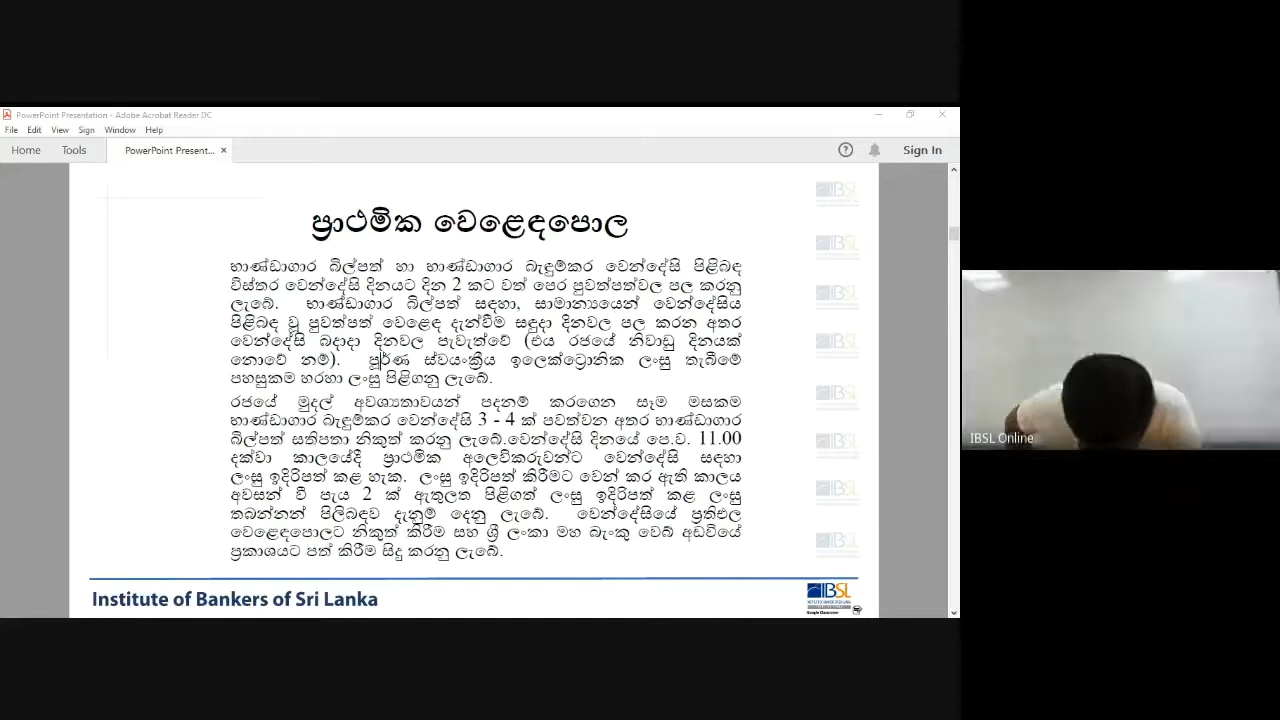 PowerPoint Presentation - Adobe Acrobat Reader DC
File Edit View Sign Window Help
Home Tools PowerPoint Present... × Sign In
ප්‍රාථමික වෙළෙඳපොල
භාණ්ඩාගාර බිල්පත් හා භාණ්ඩාගාර බැඳුම්කර වෙන්දේසි පිළිබඳ
විස්තර වෙන්දේසි දිනයට දින 2 කට වත් පෙර පුවත්පත්වල පල කරනු
ලැබේ. භාණ්ඩාගාර බිල්පත් සඳහා, සාමාන්‍යයෙන් වෙන්දේසිය
පිළිබඳ වූ පුවත්පත් වෙළෙඳ දැන්වීම සඳුදා දිනවල පල කරන අතර
වෙන්දේසි බදාදා දිනවල පැවැත්වේ (එය රජයේ නිවාඩු දිනයක්
නොවේ නම්). පූර්ණ ස්වයංක්‍රීය ඉලෙක්ට්‍රොනික ලංසු තැබීමේ
පහසුකම හරහා ලංසු පිළිගනු ලැබේ.
රජයේ මුදල් අවශ්‍යතාවයන් පදනම් කරගෙන සෑම මසකම
භාණ්ඩාගාර බැඳුම්කර වෙන්දේසි 3 - 4 ක් පවත්වන අතර භාණ්ඩාගාර
බිල්පත් සතිපතා නිකුත් කරනු ලැබේ.වෙන්දේසි දිනයේ පෙ.ව. 11.00
දක්වා කාලයේදී ප්‍රාථමික අලෙවිකරුවන්ට වෙන්දේසි සඳහා
ලංසු ඉදිරිපත් කළ හැක. ලංසු ඉදිරිපත් කිරීමට වෙන් කර ඇති කාලය
අවසන් වී පැය 2 ක් ඇතුලත පිළිගත් ලංසු ඉදිරිපත් කළ ලංසු
තබන්නන් පිලිබඳව දැනුම් දෙනු ලැබේ වෙන්දේසියේ ප්‍රතිඵල
වෙළෙඳපොලට නිකුත් කිරීම සහ ශ්‍රී ලංකා මහ බැංකු වෙබ් අඩවියේ
ප්‍රකාශයට පත් කිරීම සිදු කරනු ලැබේ.
Institute of Bankers of Sri Lanka
IBSL
IBSL Online